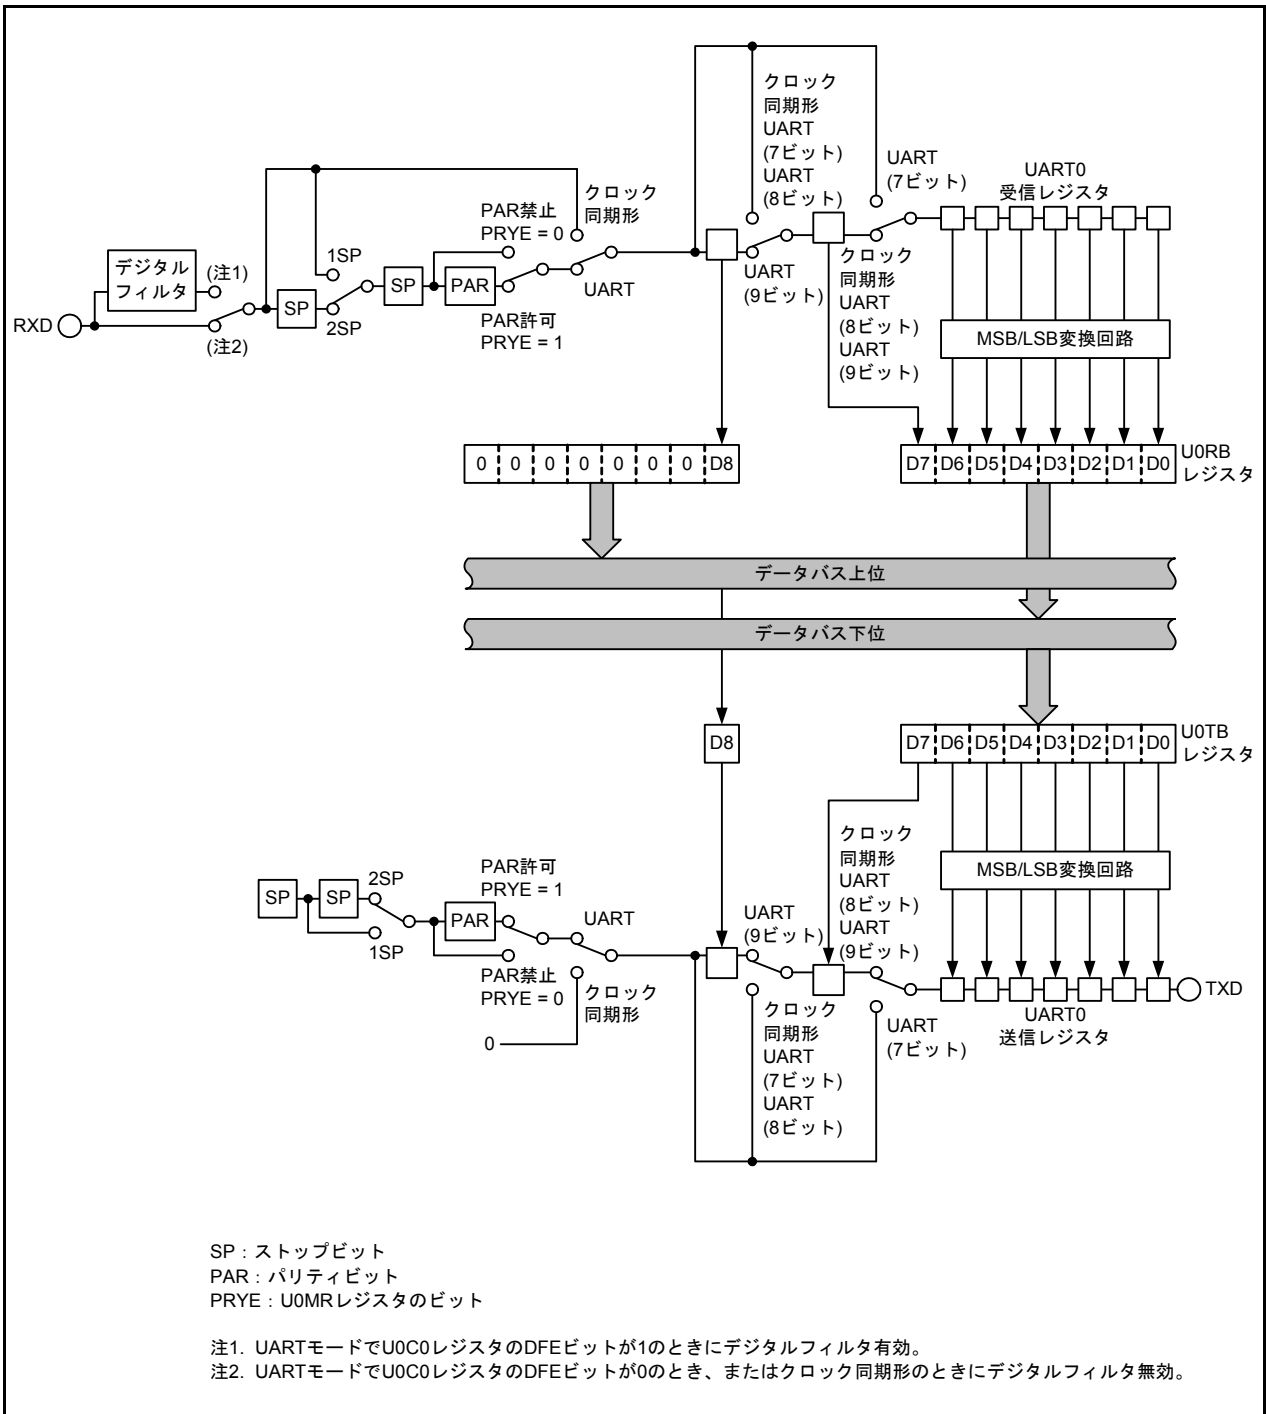 クロック
同期形
UART
(7ビット)
UART
(8ビット)
UART
(7ビット)
UART0
受信レジスタ
クロック
同期形
PAR禁止
PRYE = 0
デジタル
フィルタ
(注1)
1SP
SP
2SP
SP
PAR
UART
RXD
(注2)
PAR許可
PRYE = 1
UART
(9ビット)
クロック
同期形
UART
(8ビット)
UART
(9ビット)
MSB/LSB変換回路
0 0 0 0 0 0 0 D8
D7 D6 D5 D4 D3 D2 D1 D0
U0RB
レジスタ
データバス上位
データバス下位
D8
D7 D6 D5 D4 D3 D2 D1 D0
U0TB
レジスタ
クロック
同期形
UART
(8ビット)
UART
(9ビット)
MSB/LSB変換回路
SP
SP
2SP
1SP
PAR許可
PRYE = 1
PAR
UART
PAR禁止
PRYE = 0
クロック
同期形
0
UART
(9ビット)
クロック
同期形
UART
(7ビット)
UART
(8ビット)
UART
(7ビット)
UART0
送信レジスタ
TXD
SP:ストップビット
PAR:パリティビット
PRYE:U0MRレジスタのビット
注1. UARTモードでU0C0レジスタのDFEビットが1のときにデジタルフィルタ有効。
注2. UARTモードでU0C0レジスタのDFEビットが0のとき、またはクロック同期形のときにデジタルフィルタ無効。